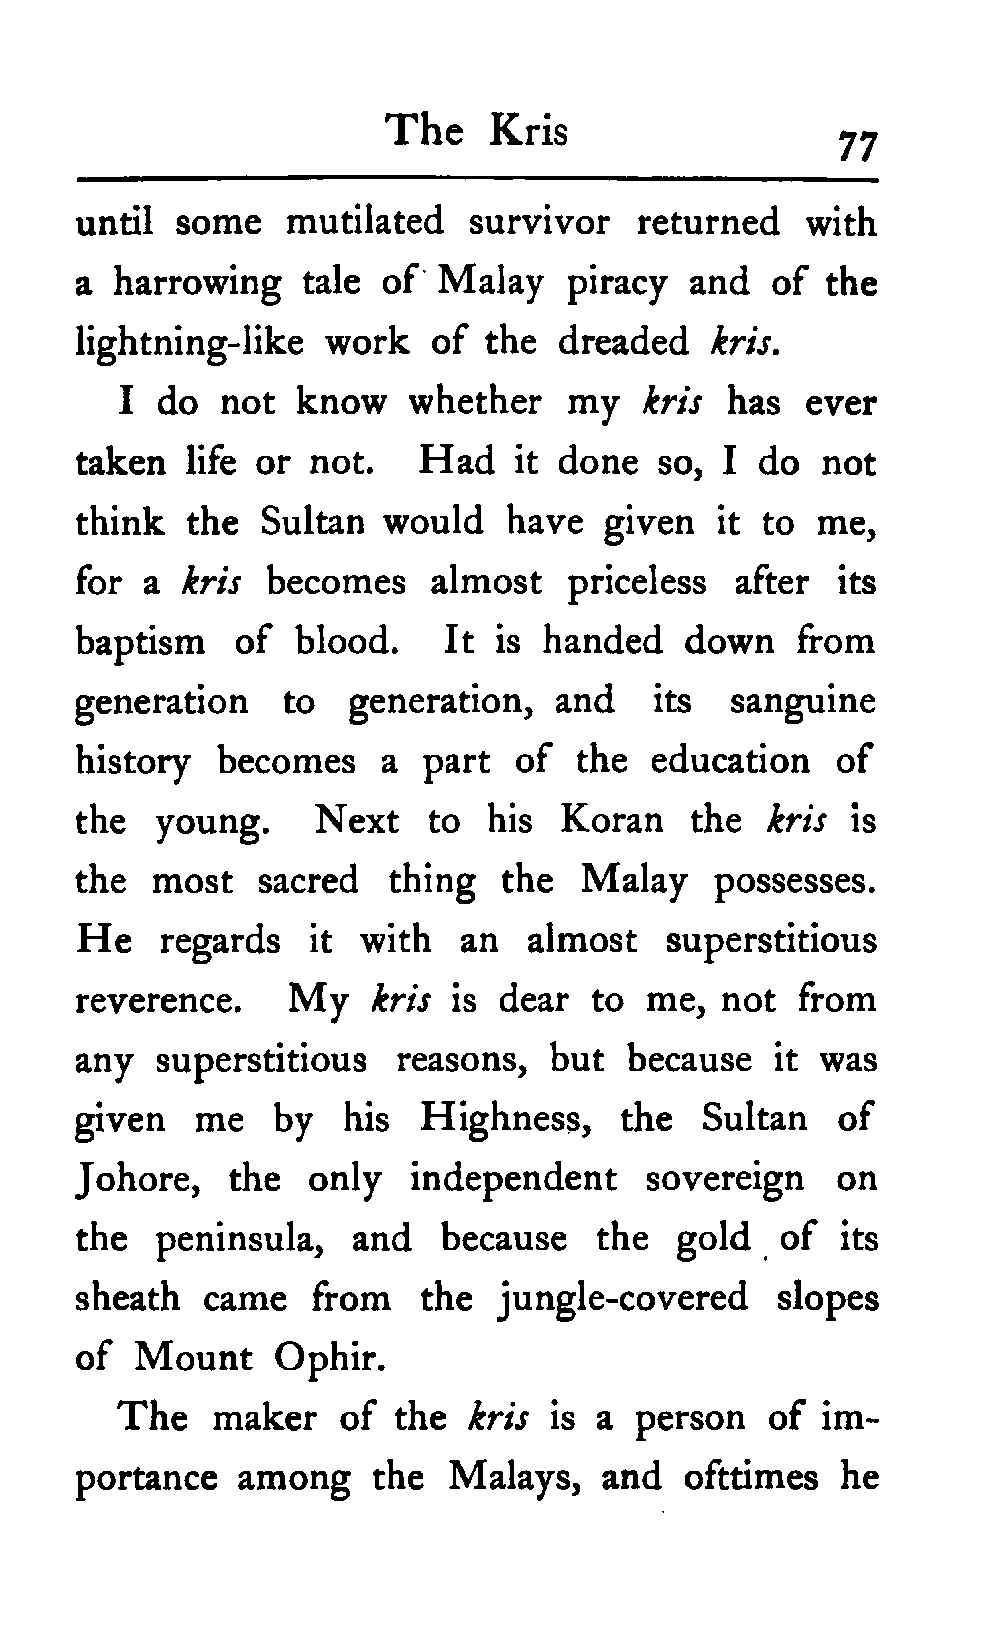 The Kris
77
until some mutilated survivor returned with
a harrowing tale of Malay piracy and of the
lightning-like work of the dreaded kris.
I do not know whether my kris has ever
taken life or not. Had it done so, I do not
think the Sultan would have given it to me,
for a kris becomes almost priceless after its
baptism of blood. It is handed down from
generation to generation, and its sanguine
history becomes a part of the education of
the young. Next to his Koran the kris is
the most sacred thing the Malay possesses.
He regards it with an almost superstitious
reverence. My kris is dear to me, not from
any superstitious reasons, but because it was
given me by his Highness, the Sultan of
Johore, the only independent sovereign on
the peninsula, and because the gold of its
sheath came from the jungle-covered slopes
of Mount Ophir.
The maker of the kris is a person of im-
portance among the Malays, and ofttimes he